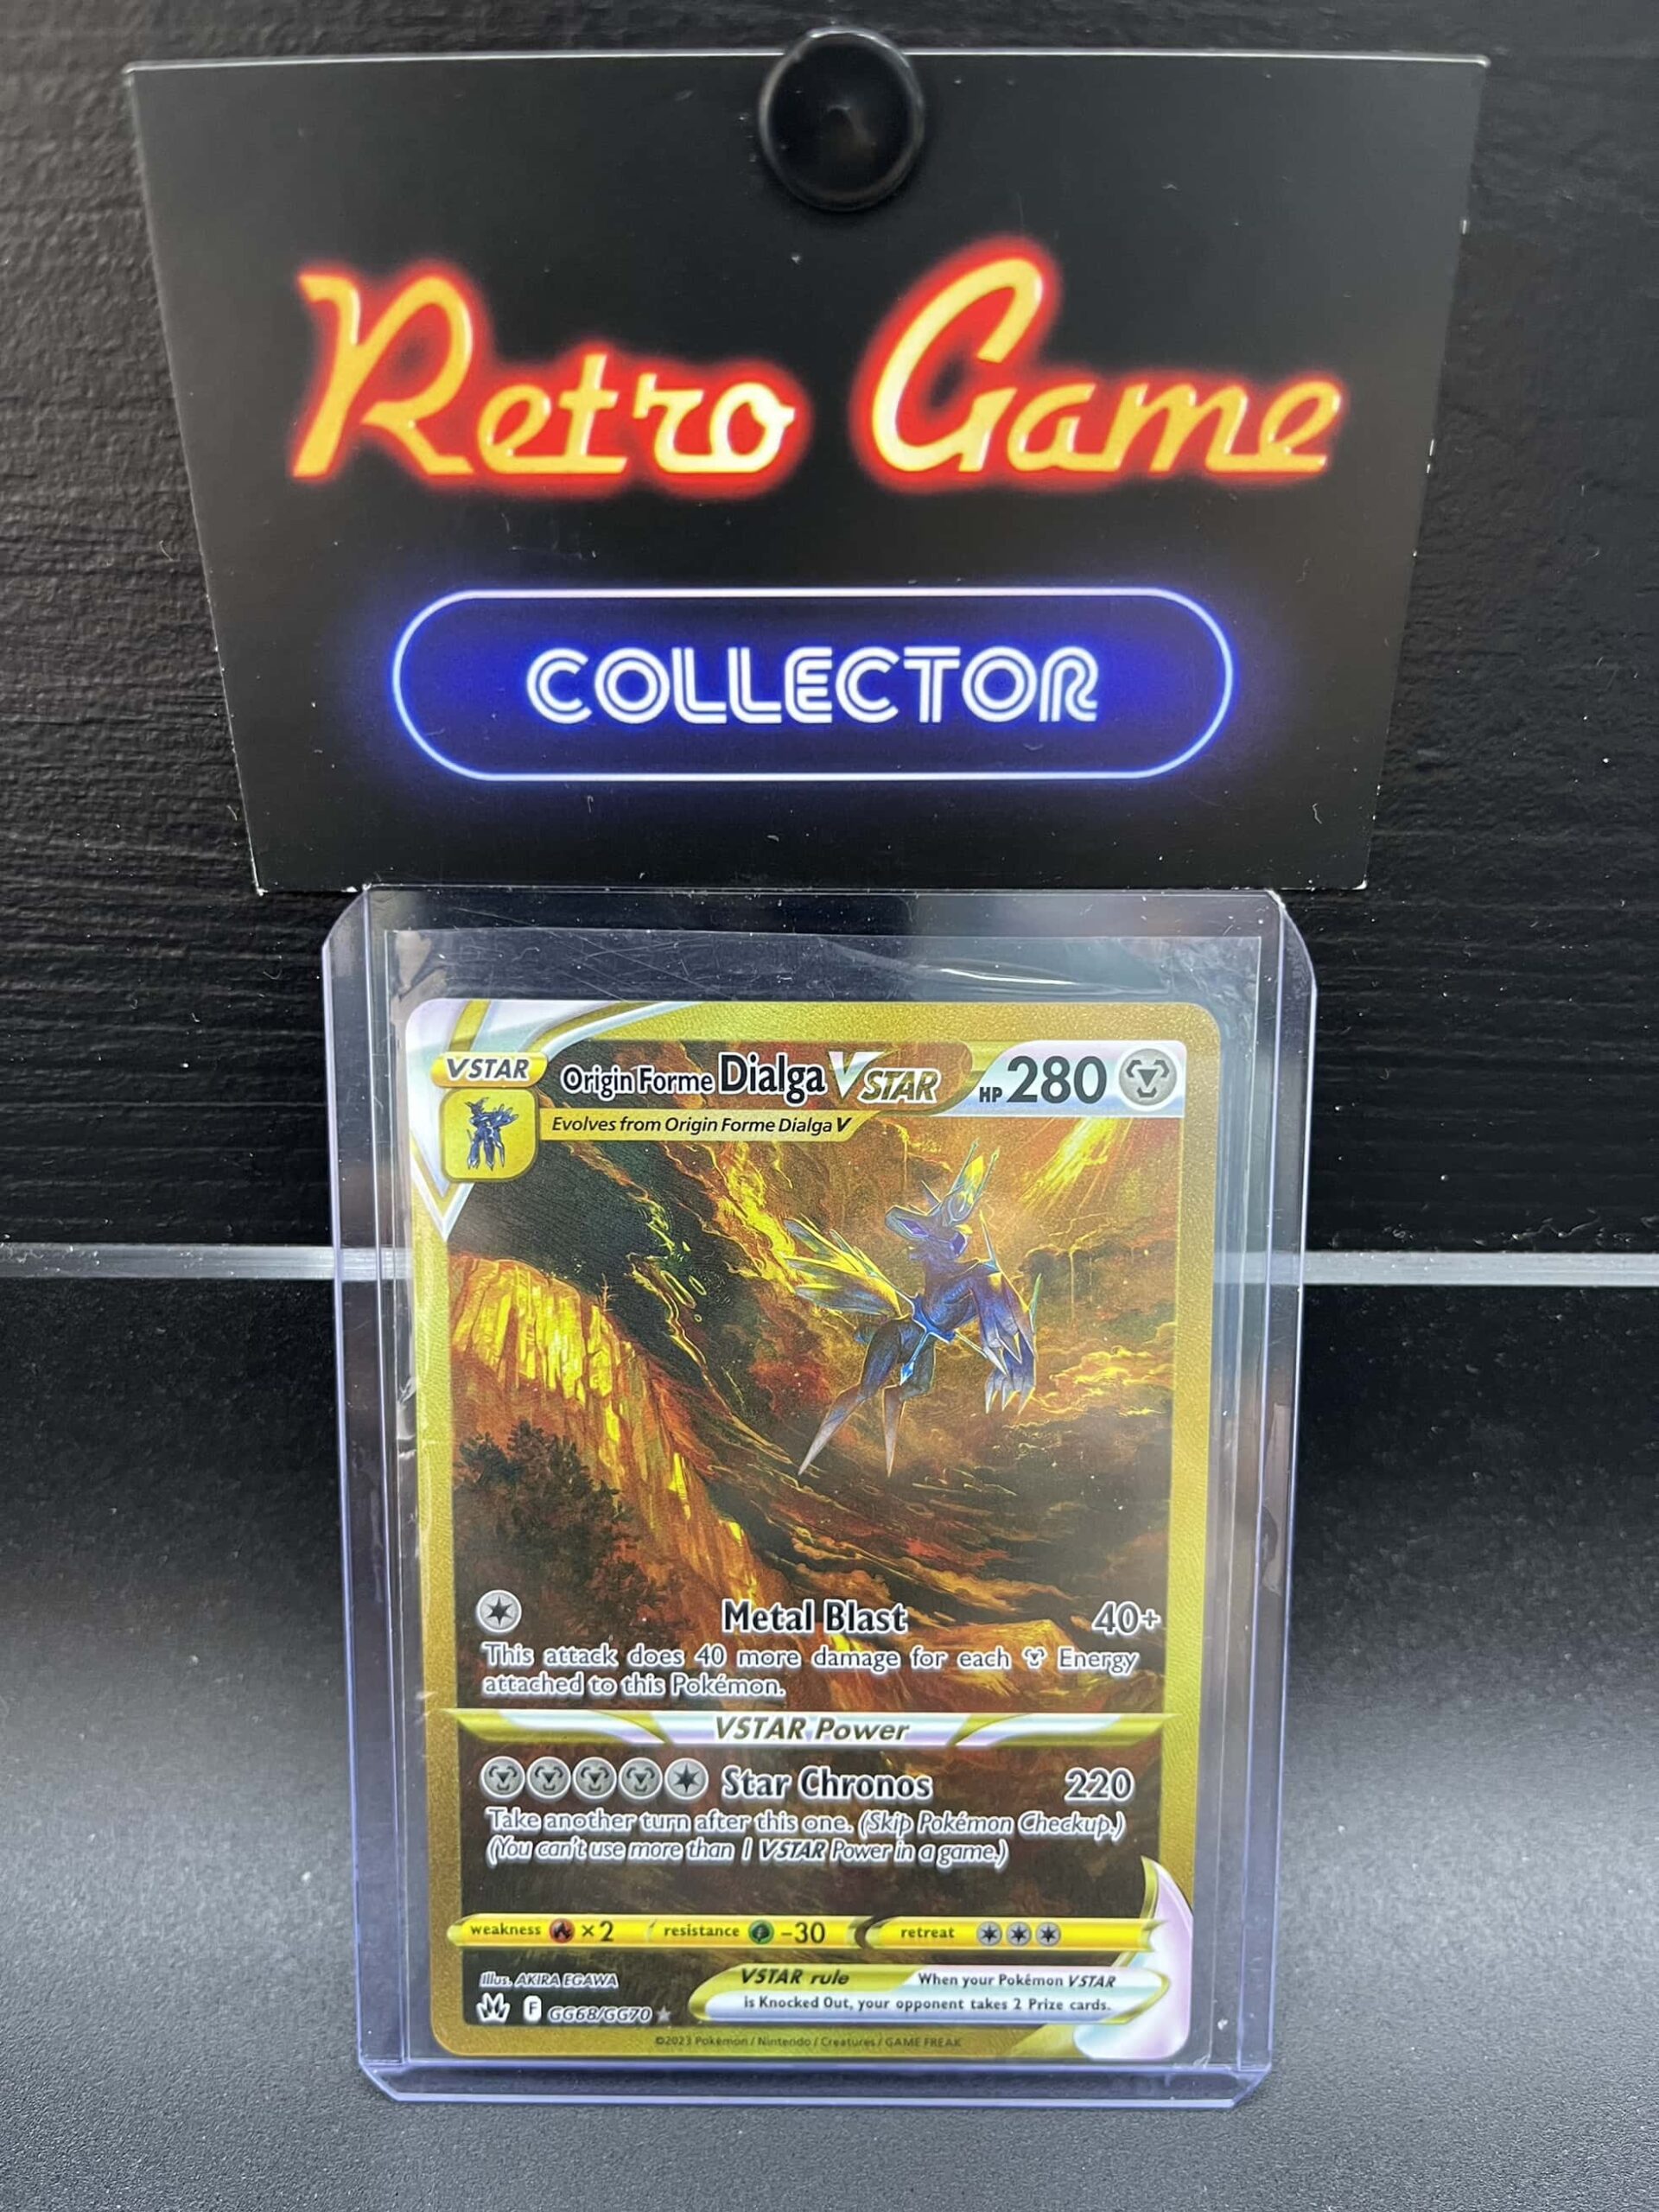 Retro Game
COLLECTOR
VSTAR Origin Forme Dialga VSTAR HP 280
Evolves from Origin Forme Dialga V
Metal Blast 40+
This attack does 40 more damage for each Energy
attached to this Pokémon.
VSTAR Power
Star Chronos 220
Take another turn after this one. (Skip Pokémon Checkup.)
(You can't use more than 1 VSTAR Power in a game.)
weakness ×2 resistance -30 retreat
Illus. AKIRA EGAWA
VSTAR rule When your Pokémon VSTAR
is Knocked Out, your opponent takes 2 Prize cards.
F GG68/GG70
©2023 Pokémon / Nintendo / Creatures / GAME FREAK